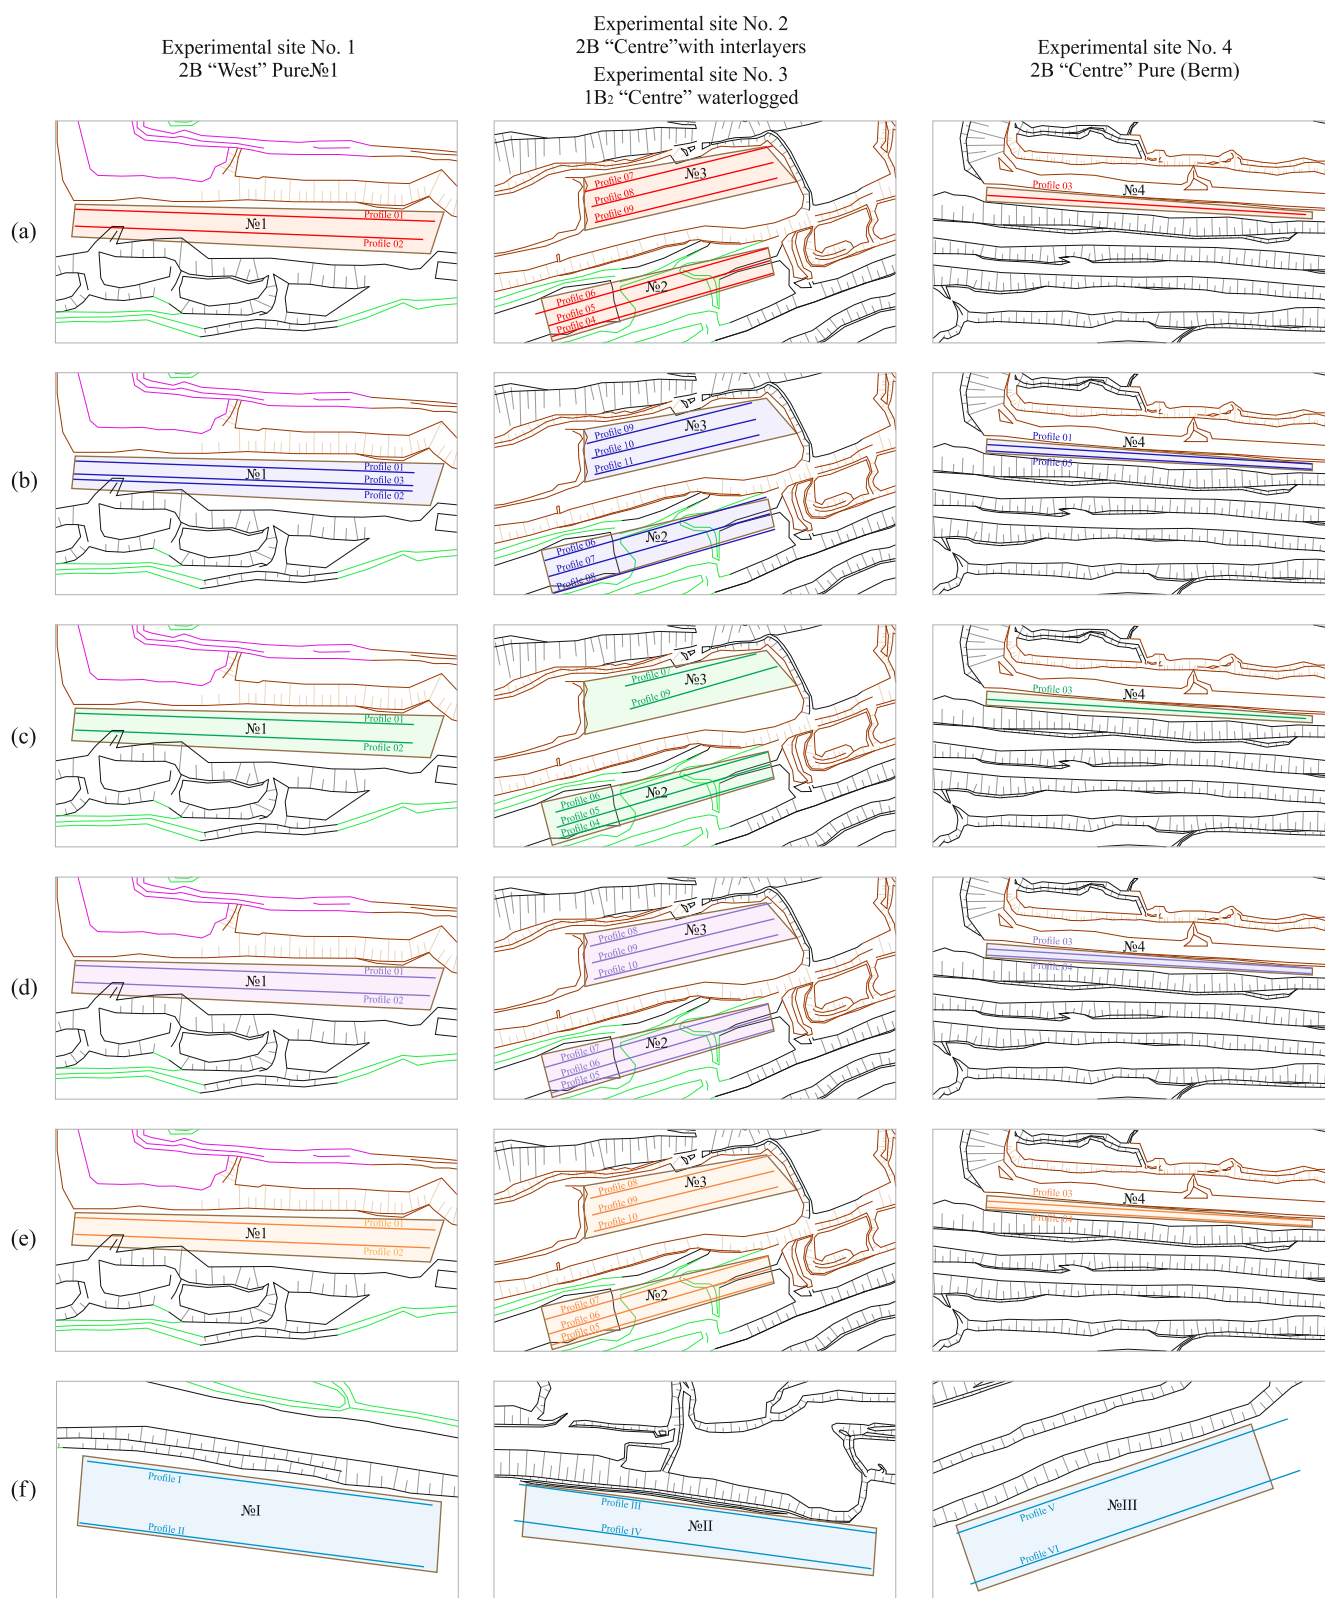 Experimental site No. 1
2B “West” Pure№1
Experimental site No. 2
2B “Centre”with interlayers
Experimental site No. 3
1B₂ “Centre” waterlogged
Experimental site No. 4
2B “Centre” Pure (Berm)
(a)
Profile 01
№1
Profile 02
Profile 07
№3
Profile 08
Profile 09
№2
Profile 06
Profile 05
Profile 04
Profile 03
№4
(b)
Profile 01
№1
Profile 03
Profile 02
Profile 09
№3
Profile 10
Profile 11
№2
Profile 06
Profile 07
Profile 08
Profile 01
№4
Profile 05
(c)
Profile 01
№1
Profile 02
Profile 07
№3
Profile 09
№2
Profile 06
Profile 05
Profile 04
Profile 03
№4
(d)
Profile 01
№1
Profile 02
Profile 08
№3
Profile 09
Profile 10
№2
Profile 07
Profile 06
Profile 05
Profile 03
№4
Profile 04
(e)
Profile 01
№1
Profile 02
Profile 08
№3
Profile 09
Profile 10
№2
Profile 07
Profile 06
Profile 05
Profile 03
№4
Profile 04
(f)
Profile I
№I
Profile II
Profile III
№II
Profile IV
Profile V
№III
Profile VI